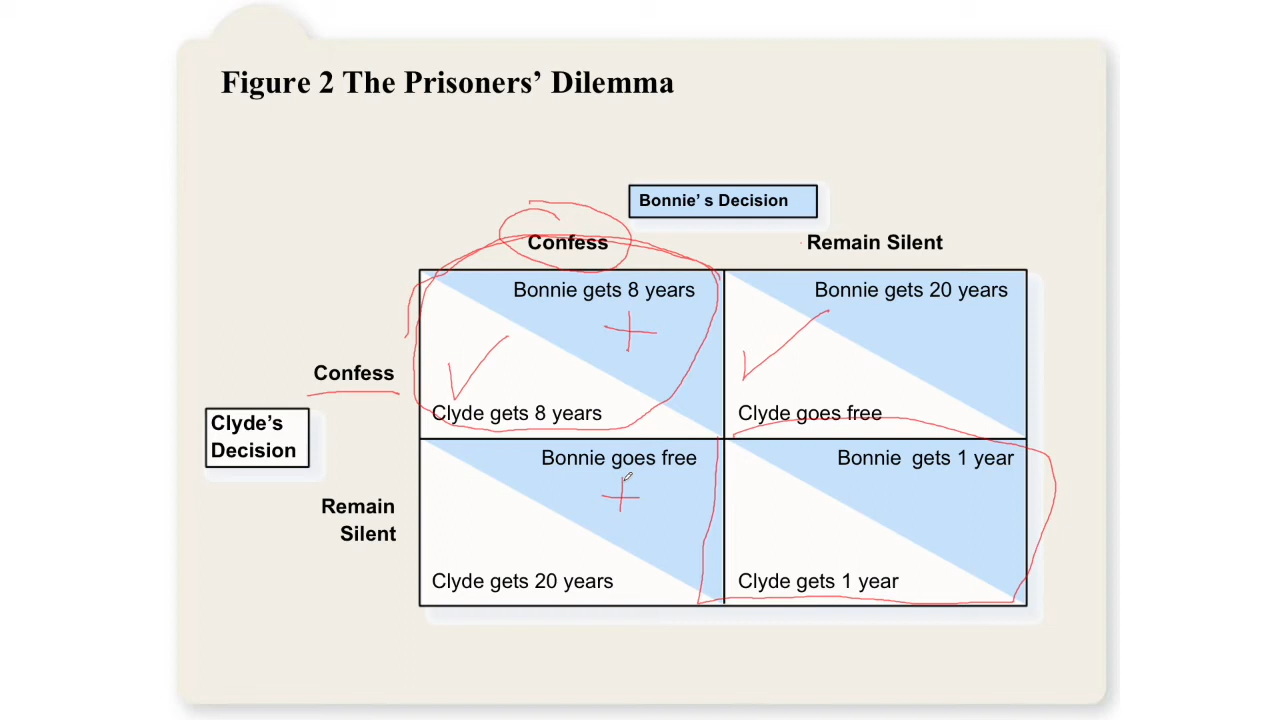 Figure 2 The Prisoners’ Dilemma
Bonnie’ s Decision
Confess
Remain Silent
Bonnie gets 8 years
Bonnie gets 20 years
Confess
Clyde gets 8 years
Clyde goes free
Clyde’s
Decision
Bonnie goes free
Bonnie gets 1 year
Remain
Silent
Clyde gets 20 years
Clyde gets 1 year